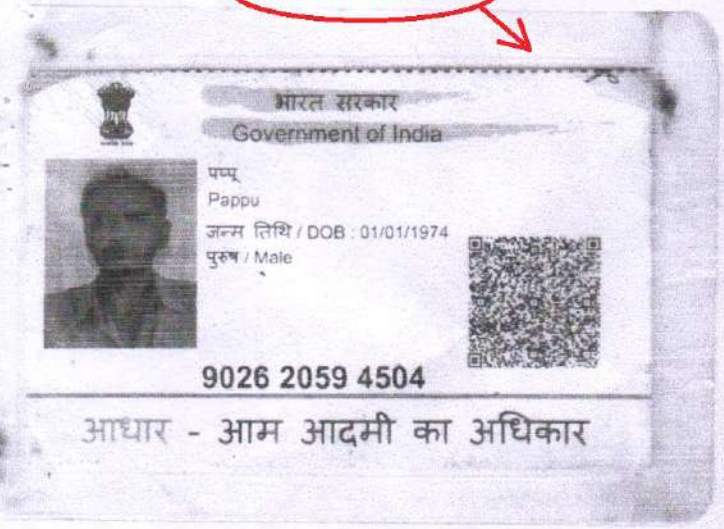 भारत सरकार
Government of India
पप्पू
Pappu
जन्म तिथि / DOB : 01/01/1974
पुरुष / Male
9026 2059 4504
आधार - आम आदमी का अधिकार